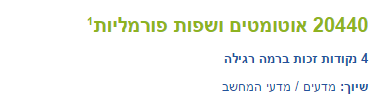 20440 אוטומטים ושפות פורמליות¹
4 נקודות זכות ברמה רגילה
שיוך: מדעים / מדעי המחשב